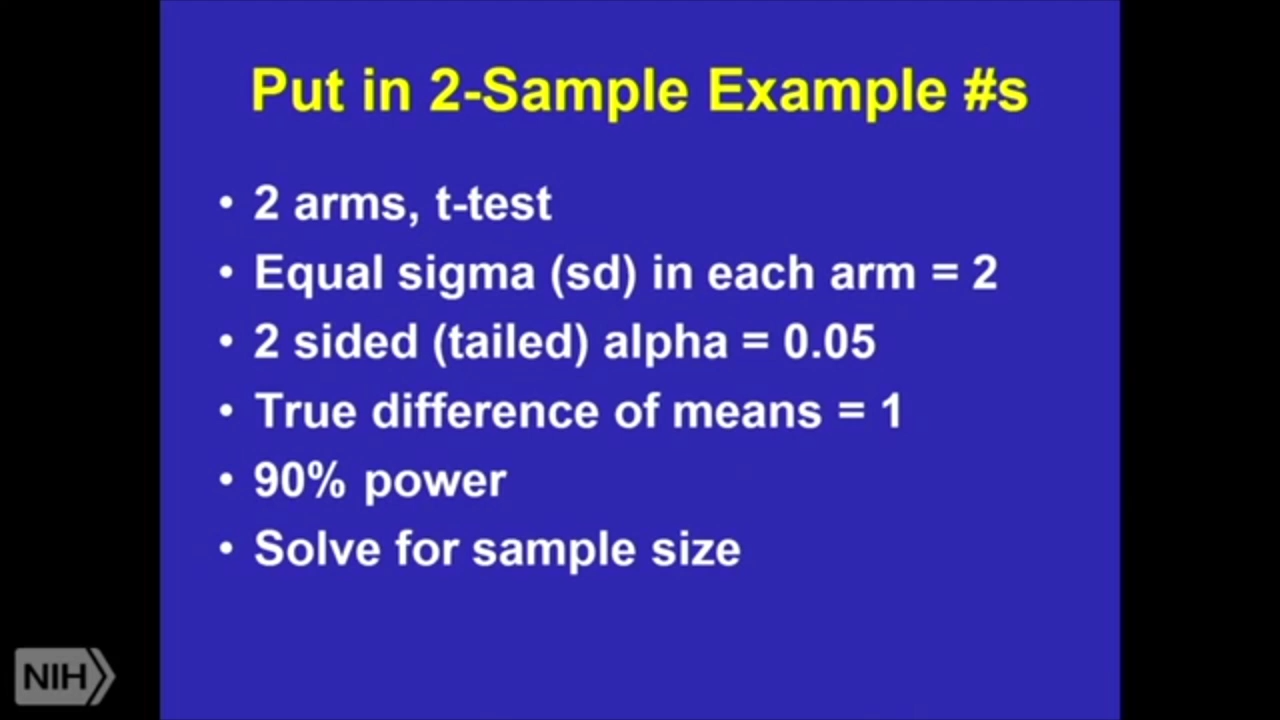 Put in 2-Sample Example #s
• 2 arms, t-test
• Equal sigma (sd) in each arm = 2
• 2 sided (tailed) alpha = 0.05
• True difference of means = 1
• 90% power
• Solve for sample size
NIH